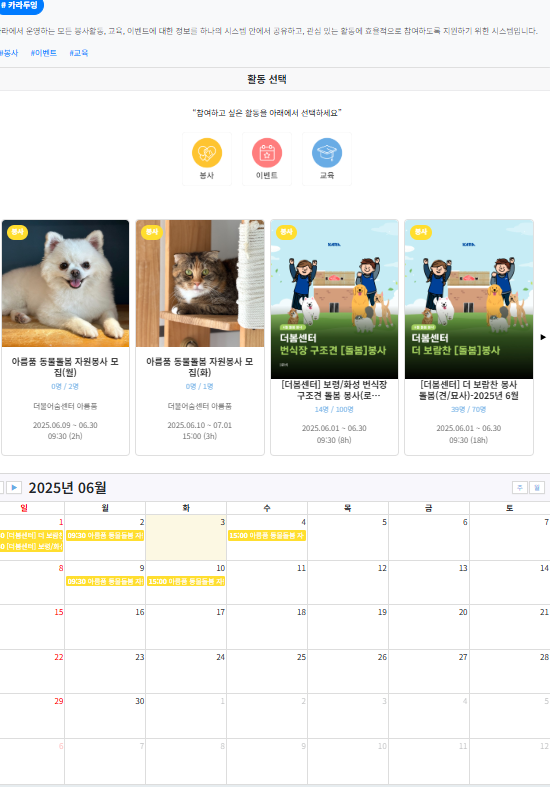 # 카라두잉
라에서 운영하는 모든 봉사활동, 교육, 이벤트에 대한 정보를 하나의 시스템 안에서 공유하고, 관심 있는 활동에 효율적으로 참여하도록 지원하기 위한 시스템입니다.
#봉사 #이벤트 #교육
활동 선택
"참여하고 싶은 활동을 아래에서 선택하세요"
봉사 이벤트 교육
봉사 봉사 봉사 봉사
더봄센터
번식장 구조견 [돌봄]봉사
더봄센터
더 보람찬 [돌봄]봉사
아름품 동물돌봄 자원봉사 모
집(월)
0명 / 2명
더불어숨센터 아름품
2025.06.09 ~ 06.30
09:30 (2h)
아름품 동물돌봄 자원봉사 모
집(화)
0명 / 1명
더불어숨센터 아름품
2025.06.10 ~ 07.01
15:00 (3h)
[더봄센터] 보령/화성 번식장
구조견 돌봄 봉사(로…
14명 / 100명
2025.06.01 ~ 06.30
09:30 (8h)
[더봄센터] 더 보람찬 봉사
돌봄(견/묘사)-2025년 6월
39명 / 70명
2025.06.01 ~ 06.30
09:30 (18h)
▶ 2025년 06월 주 월
일 월 화 수 목 금 토
1 2 3 4 5 6 7
[더봄센터] 더 보람 09:30 아름품 동물돌봄 자 15:00 아름품 동물돌봄 자
[더봄센터] 보령/화
8 9 10 11 12 13 14
09:30 아름품 동물돌봄 자 15:00 아름품 동물돌봄 자
15 16 17 18 19 20 21
22 23 24 25 26 27 28
29 30 1 2 3 4 5
6 7 8 9 10 11 12